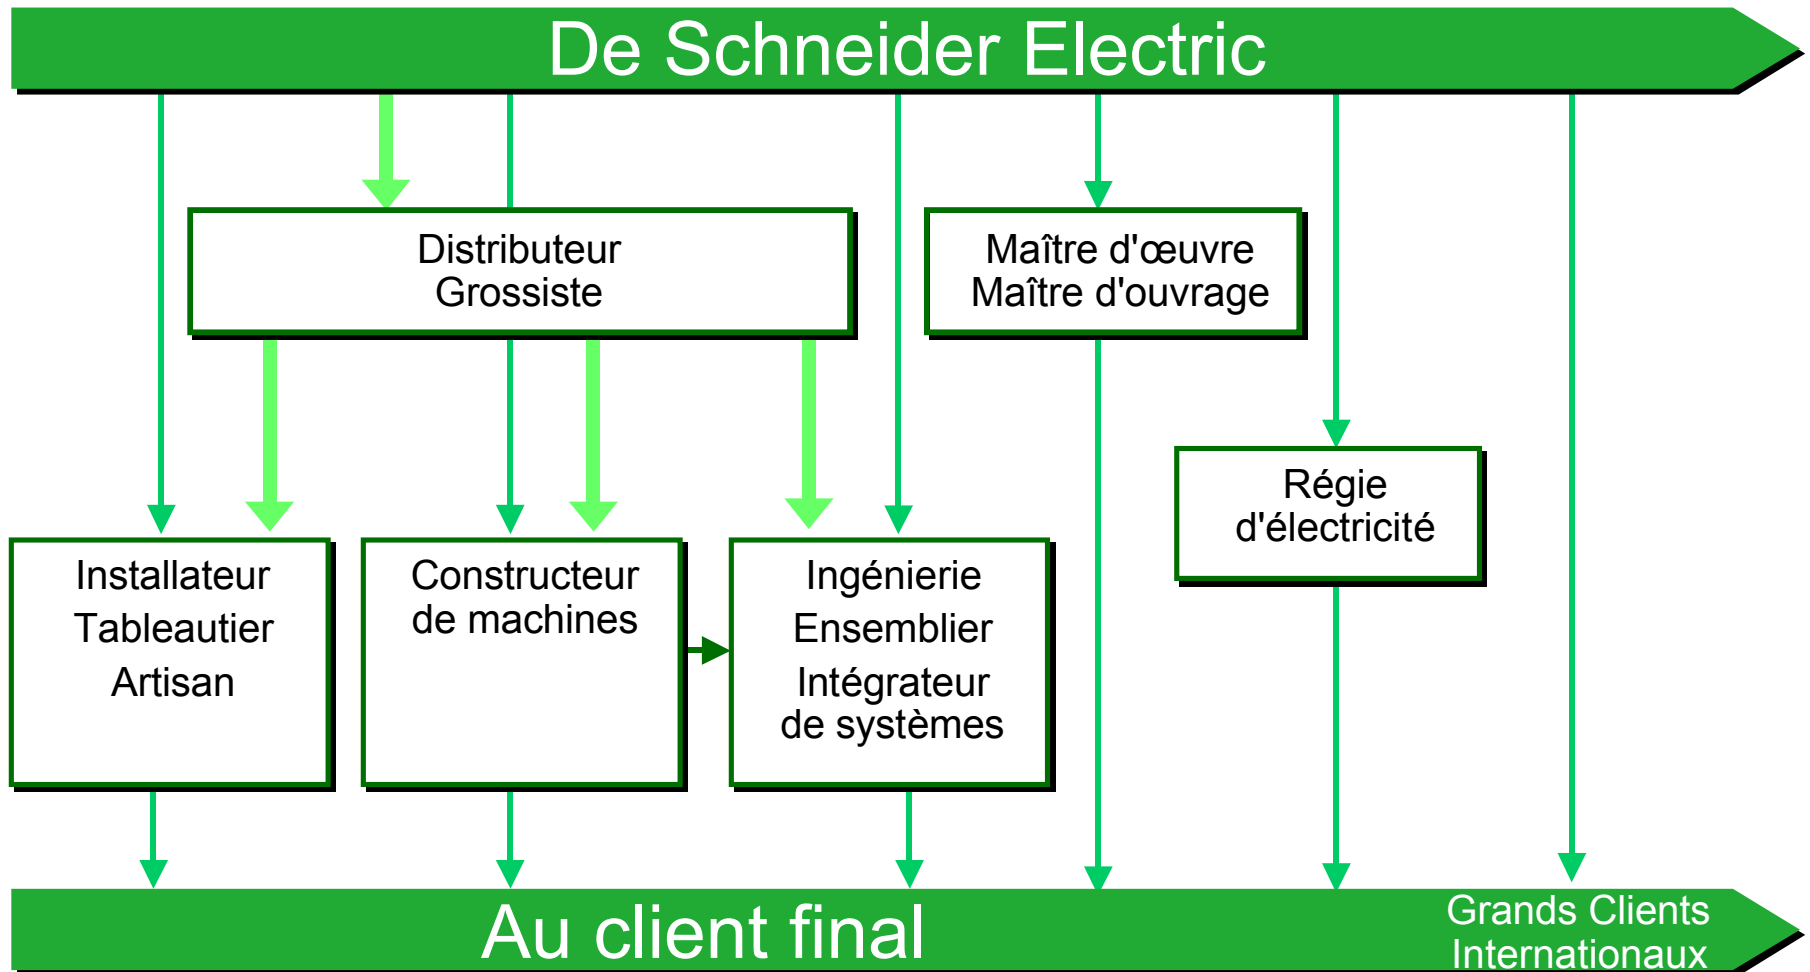 De Schneider Electric
Distributeur
Grossiste
Maître d'œuvre
Maître d'ouvrage
Régie
d'électricité
Installateur
Tableautier
Artisan
Constructeur
de machines
Ingénierie
Ensemblier
Intégrateur
de systèmes
Au client final
Grands Clients
Internationaux